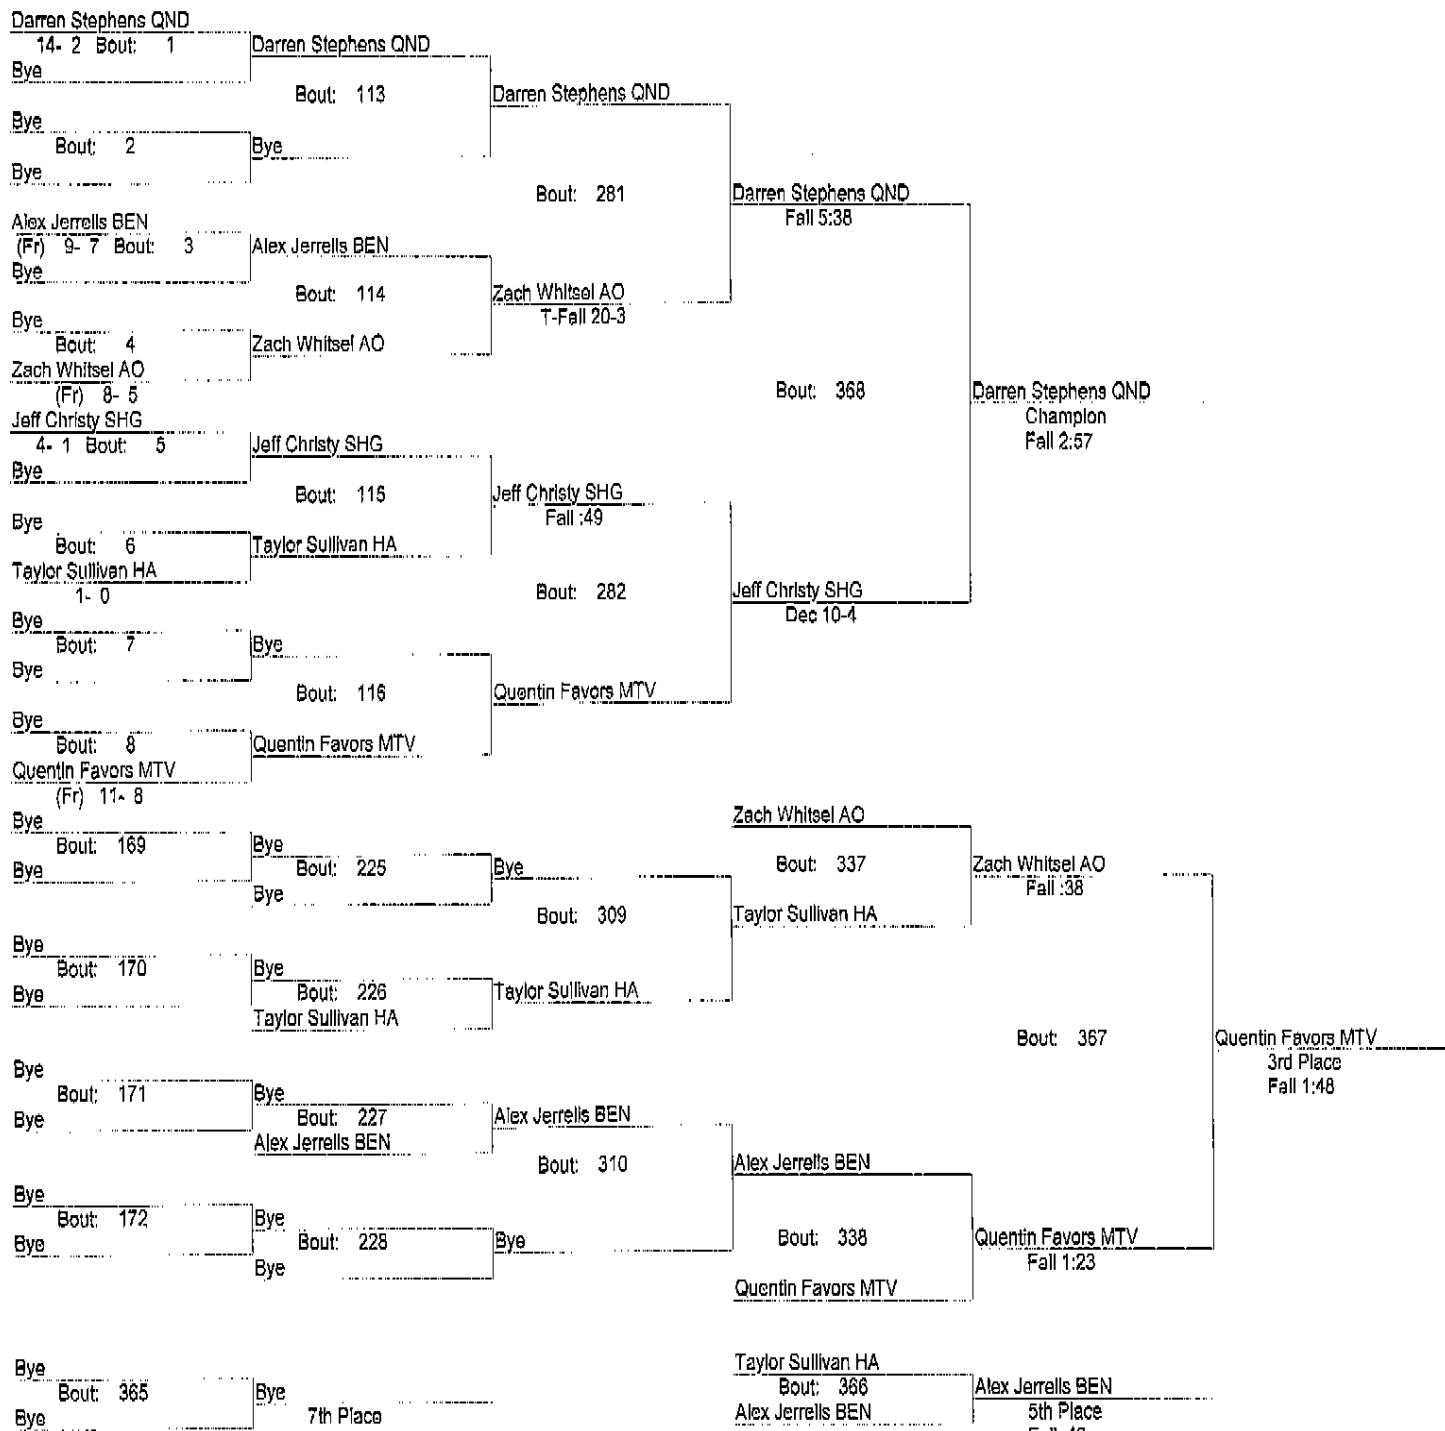 Darren Stephens QND
14- 2 Bout: 1
Bye
Darren Stephens QND
Bout: 113
Darren Stephens QND
Bye
Bout: 2
Bye
Bye
Bout: 281
Darren Stephens QND
Fall 5:38
Alex Jerrells BEN
(Fr) 9- 7 Bout: 3
Bye
Alex Jerrells BEN
Bout: 114
Zach Whitsel AO
T-Fall 20-3
Bye
Bout: 4
Zach Whitsel AO
(Fr) 8- 5
Zach Whitsel AO
Bout: 368
Darren Stephens QND
Champion
Fall 2:57
Jeff Christy SHG
4- 1 Bout: 5
Bye
Jeff Christy SHG
Bout: 115
Jeff Christy SHG
Fall :49
Bye
Bout: 6
Taylor Sullivan HA
1- 0
Taylor Sullivan HA
Bout: 282
Jeff Christy SHG
Dec 10-4
Bye
Bout: 7
Bye
Bye
Bout: 116
Quentin Favors MTV
Bye
Bout: 8
Quentin Favors MTV
(Fr) 11- 8
Quentin Favors MTV
Bye
Bout: 169
Bye
Bye
Bout: 225
Bye
Bye
Bout: 309
Zach Whitsel AO
Bout: 337
Taylor Sullivan HA
Zach Whitsel AO
Fall :38
Bye
Bout: 170
Bye
Bye
Bout: 226
Taylor Sullivan HA
Taylor Sullivan HA
Bout: 367
Quentin Favors MTV
3rd Place
Fall 1:48
Bye
Bout: 171
Bye
Bye
Bout: 227
Alex Jerrells BEN
Alex Jerrells BEN
Bout: 310
Alex Jerrells BEN
Bye
Bout: 172
Bye
Bye
Bout: 228
Bye
Bye
Bout: 338
Quentin Favors MTV
Quentin Favors MTV
Fall 1:23
Bye
Bout: 365
Bye
Bye
7th Place
Taylor Sullivan HA
Bout: 366
Alex Jerrells BEN
Alex Jerrells BEN
5th Place